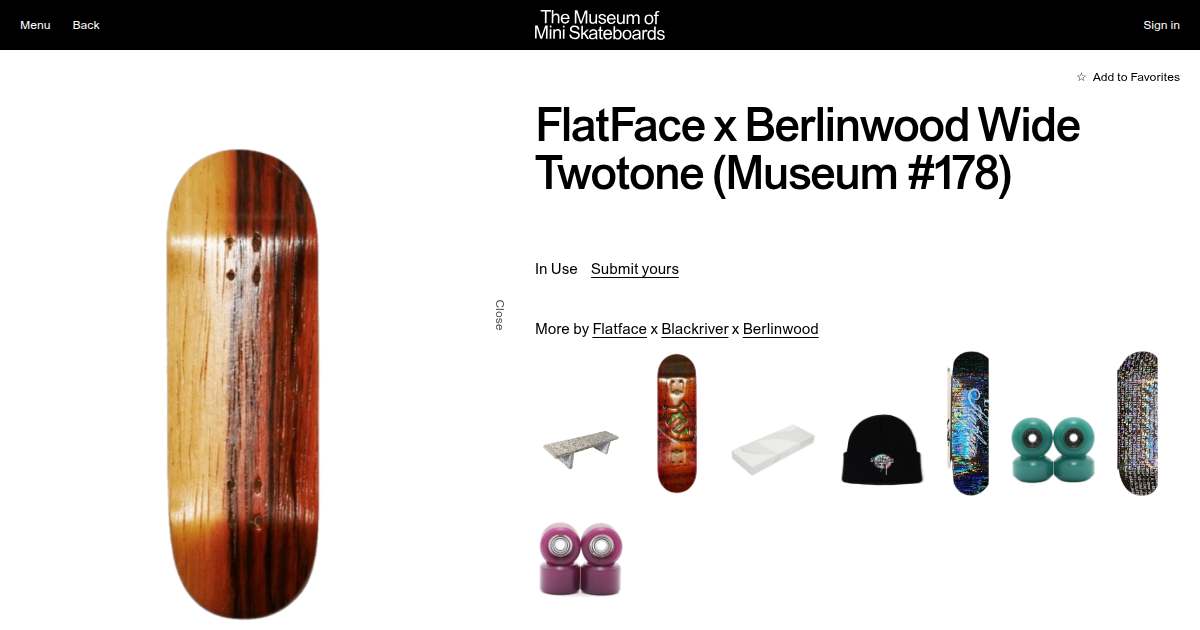 Menu
Back
The Museum of
Mini Skateboards
Sign in
☆ Add to Favorites
FlatFace x Berlinwood Wide
Twotone (Museum #178)
In Use Submit yours
Close
More by Flatface x Blackriver x Berlinwood